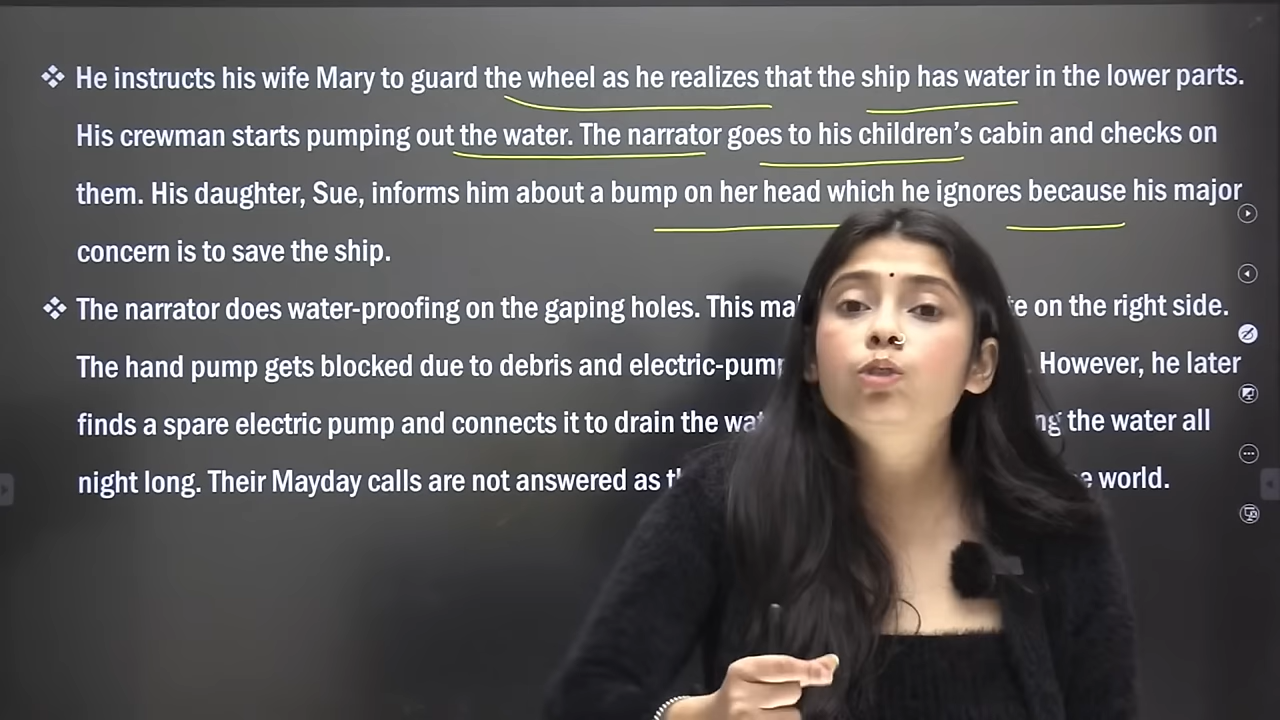 ❖ He instructs his wife Mary to guard the wheel as he realizes that the ship has water in the lower parts.
His crewman starts pumping out the water. The narrator goes to his children's cabin and checks on
them. His daughter, Sue, informs him about a bump on her head which he ignores because his major
concern is to save the ship.
❖ The narrator does water-proofing on the gaping holes. This on the right side.
The hand pump gets blocked due to debris and However, he later
finds a spare electric pump and connects it to drain the the water all
night long. Their Mayday calls are not answered as world.